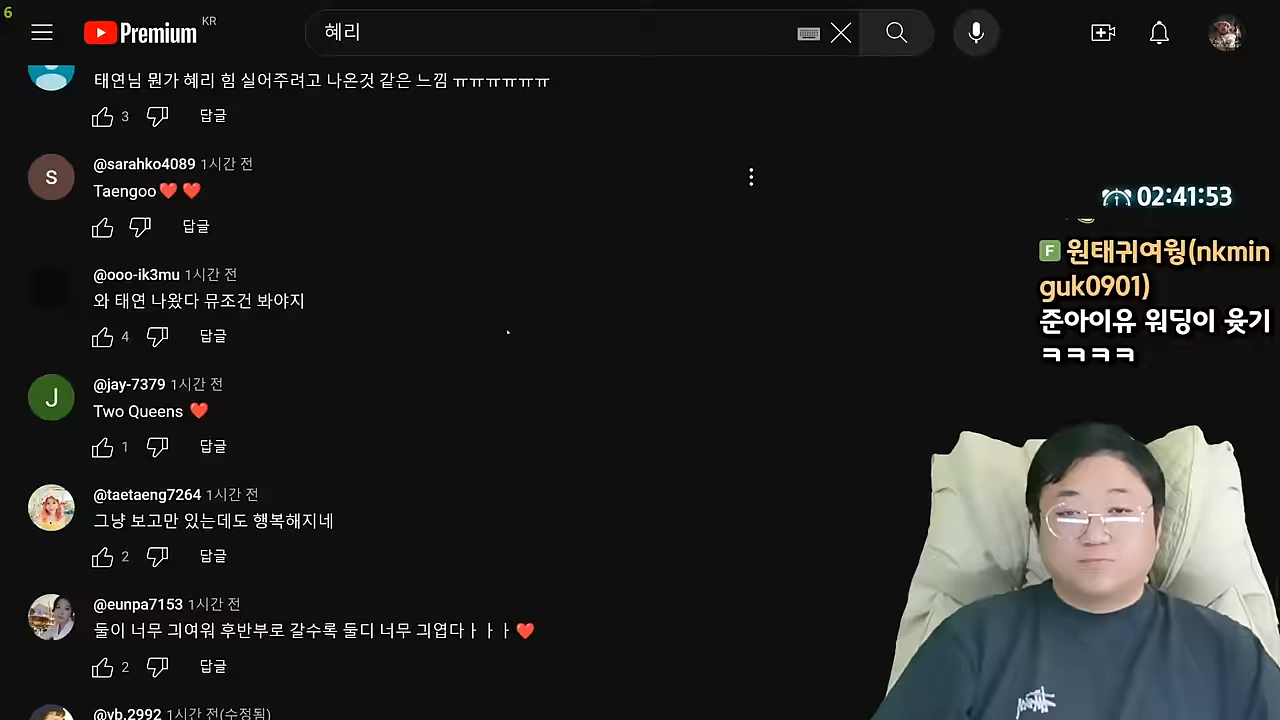 6
Premium KR
혜리
태연님 뭔가 혜리 힘 실어주려고 나온것 같은 느낌 ㅠㅠㅠㅠㅠㅠ
3 답글
@sarahko4089 1시간 전
S
Taengoo❤️❤️
답글
02:41:53
@ooo-ik3mu 1시간 전
와 태연 나왔다 뮤조건 봐야지
4 답글
F 원태귀여웡(nkmin
guk0901)
준아이유 워딩이 웃기
ㅋㅋㅋㅋ
@jay-7379 1시간 전
J
Two Queens ❤️
1 답글
@taetaeng7264 1시간 전
그냥 보고만 있는데도 행복해지네
2 답글
@eunpa7153 1시간 전
둘이 너무 긔여워 후반부로 갈수록 둘디 너무 긔엽다ㅏㅏㅏ❤️
2 답글
@yb.2992 1시간 전(수정됨)